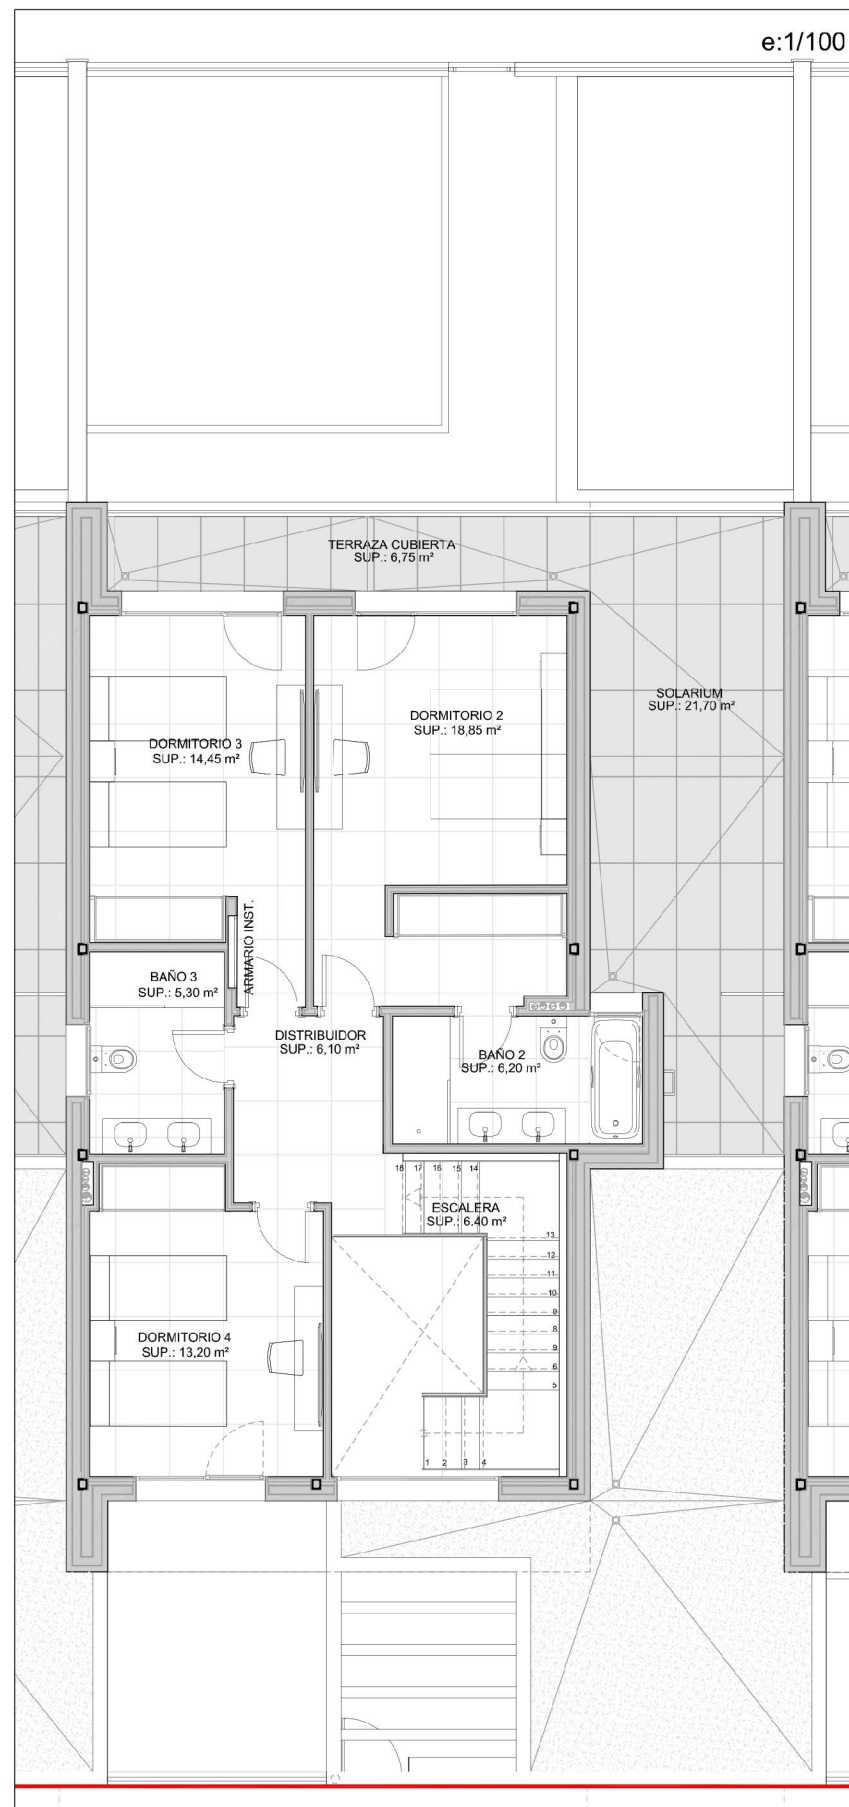 e:1/100
TERRAZA CUBIERTA
SUP.: 6,75 m²
SOLARIUM
SUP.: 21,70 m²
DORMITORIO 2
SUP.: 18,85 m²
DORMITORIO 3
SUP.: 14,45 m²
ARMARIO INST.
BAÑO 3
SUP.: 5,30 m²
DISTRIBUIDOR
SUP.: 6,10 m²
BAÑO 2
SUP.: 6,20 m²
18 17 16 15 14
ESCALERA
SUP.: 6.40 m²
13
12
11
10
9
8
9
6
5
DORMITORIO 4
SUP.: 13,20 m²
1 2 3 4